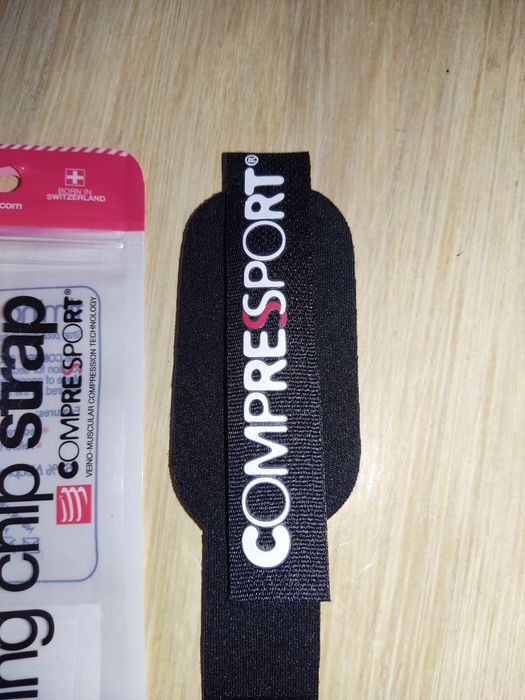 .com
BORN IN
SWITZERLAND
ing chip strap
COMPRESSPORT®
VEINO-MUSCULAR COMPRESSION TECHNOLOGY
COMPRESSPORT®